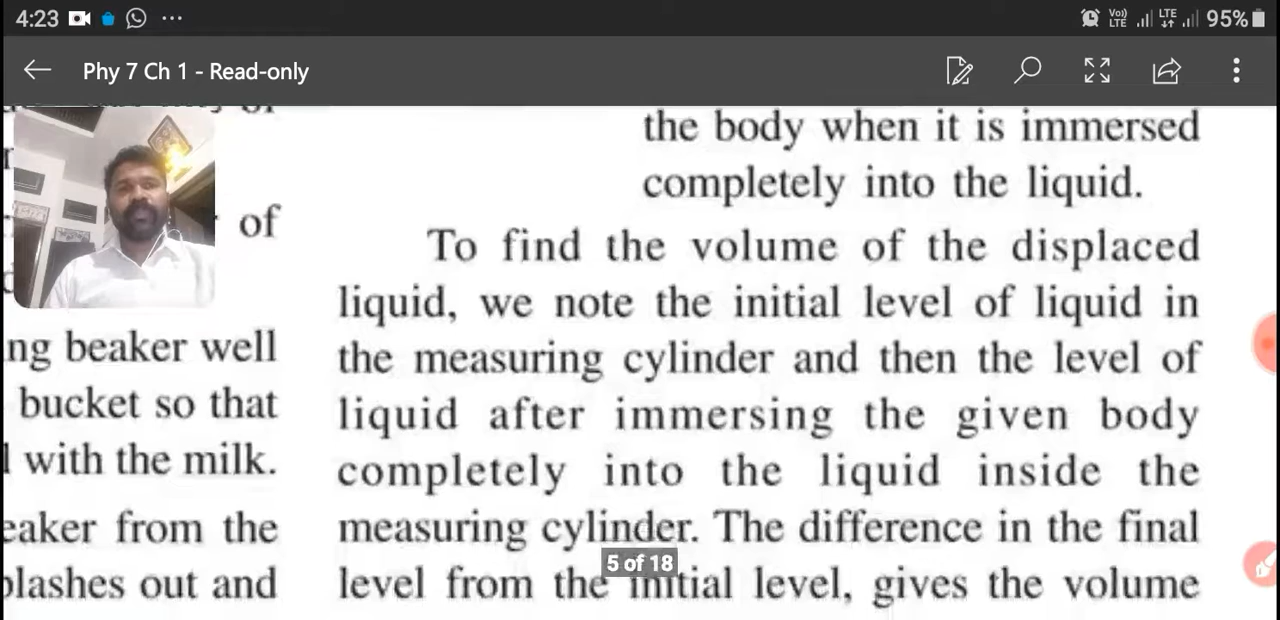 4:23
Vo) LTE
LTE
95%
Phy 7 Ch 1 - Read-only
of
ng beaker well
bucket so that
with the milk.
eaker from the
plashes out and
the body when it is immersed
completely into the liquid.
To find the volume of the displaced
liquid, we note the initial level of liquid in
the measuring cylinder and then the level of
liquid after immersing the given body
completely into the liquid inside the
measuring cylinder. The difference in the final
level from the initial level, gives the volume
5 of 18